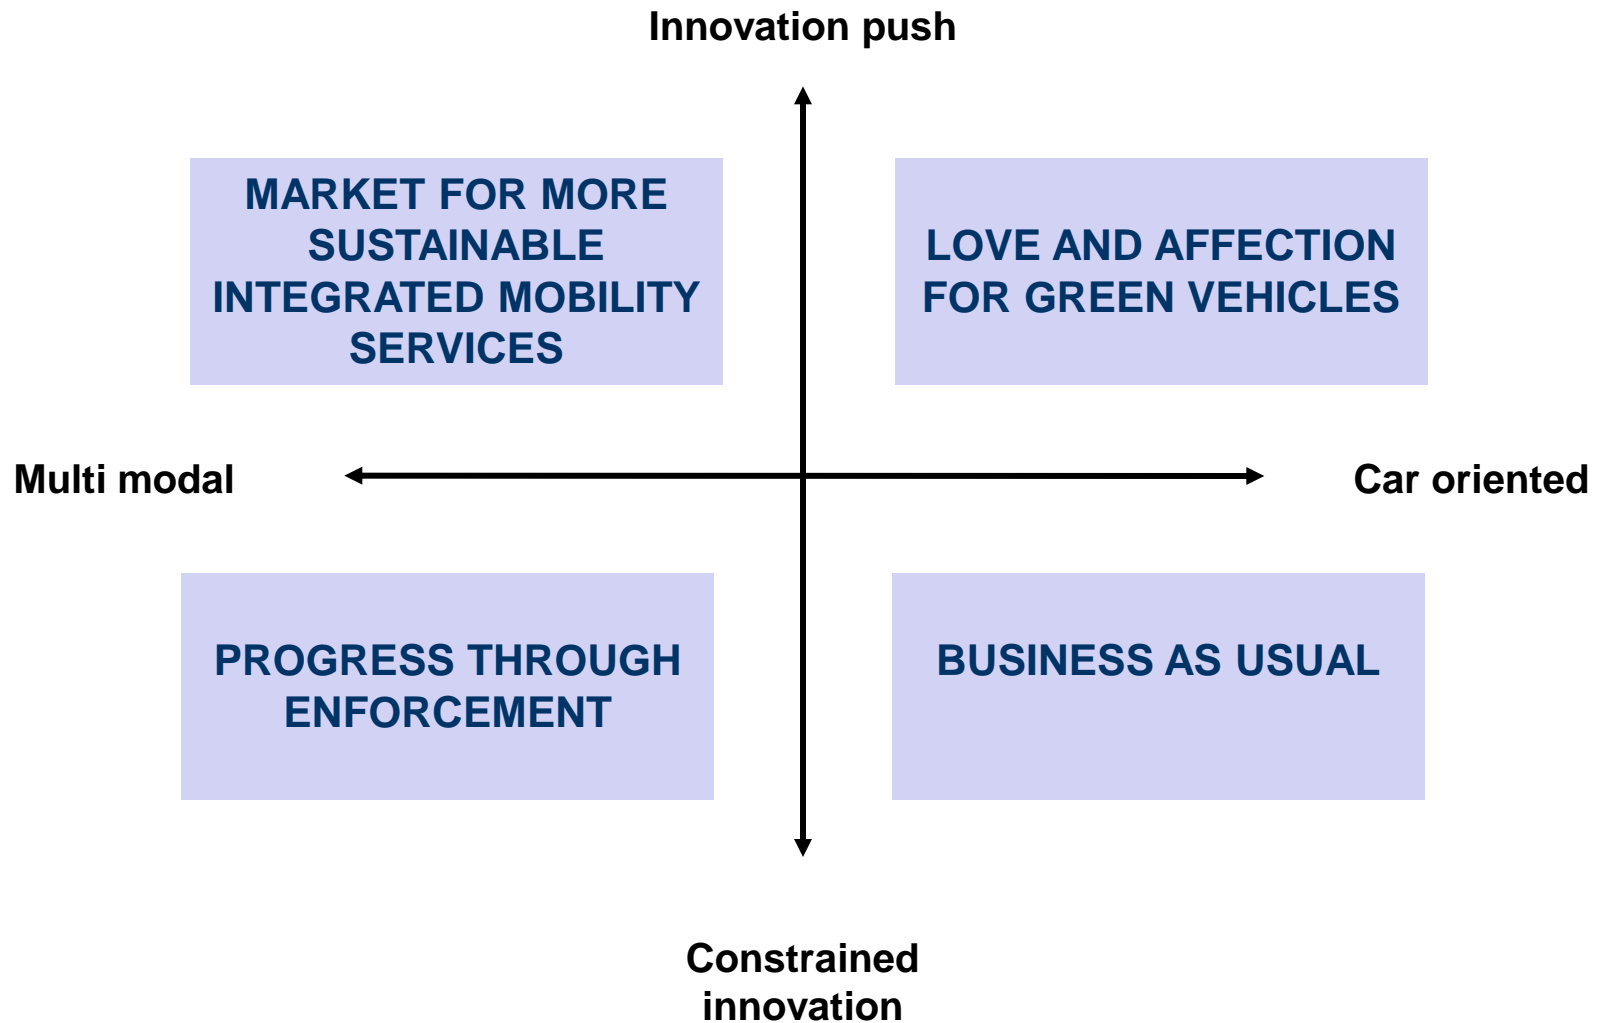 Innovation push
MARKET FOR MORE
SUSTAINABLE
INTEGRATED MOBILITY
SERVICES
LOVE AND AFFECTION
FOR GREEN VEHICLES
Multi modal
Car oriented
PROGRESS THROUGH
ENFORCEMENT
BUSINESS AS USUAL
Constrained
innovation